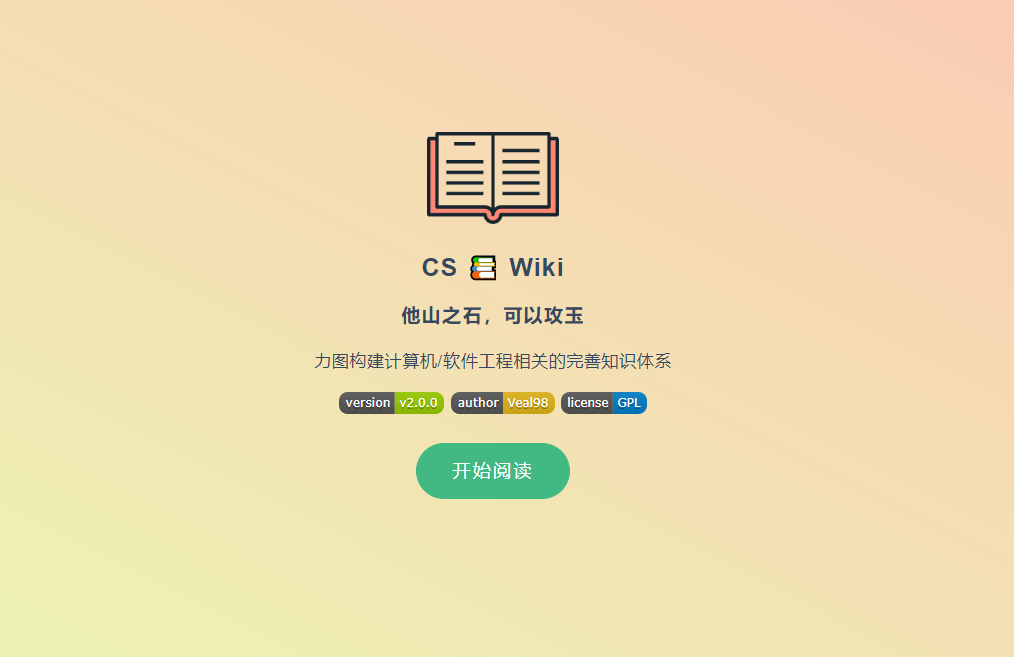 CS 📚 Wiki
他山之石，可以攻玉
力图构建计算机/软件工程相关的完善知识体系
version v2.0.0 author Veal98 license GPL
开始阅读